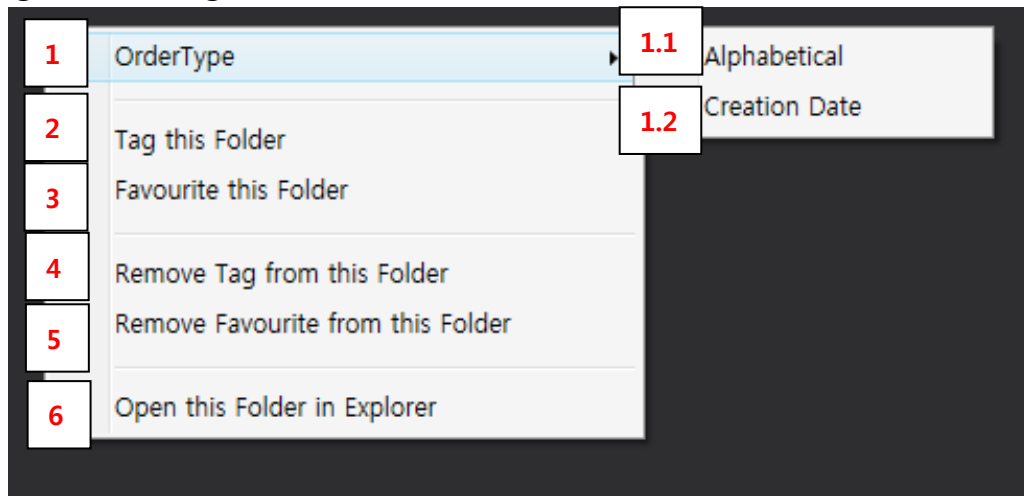 1 OrderType 1.1 Alphabetical
1.2 Creation Date
2 Tag this Folder
3 Favourite this Folder
4 Remove Tag from this Folder
5 Remove Favourite from this Folder
6 Open this Folder in Explorer